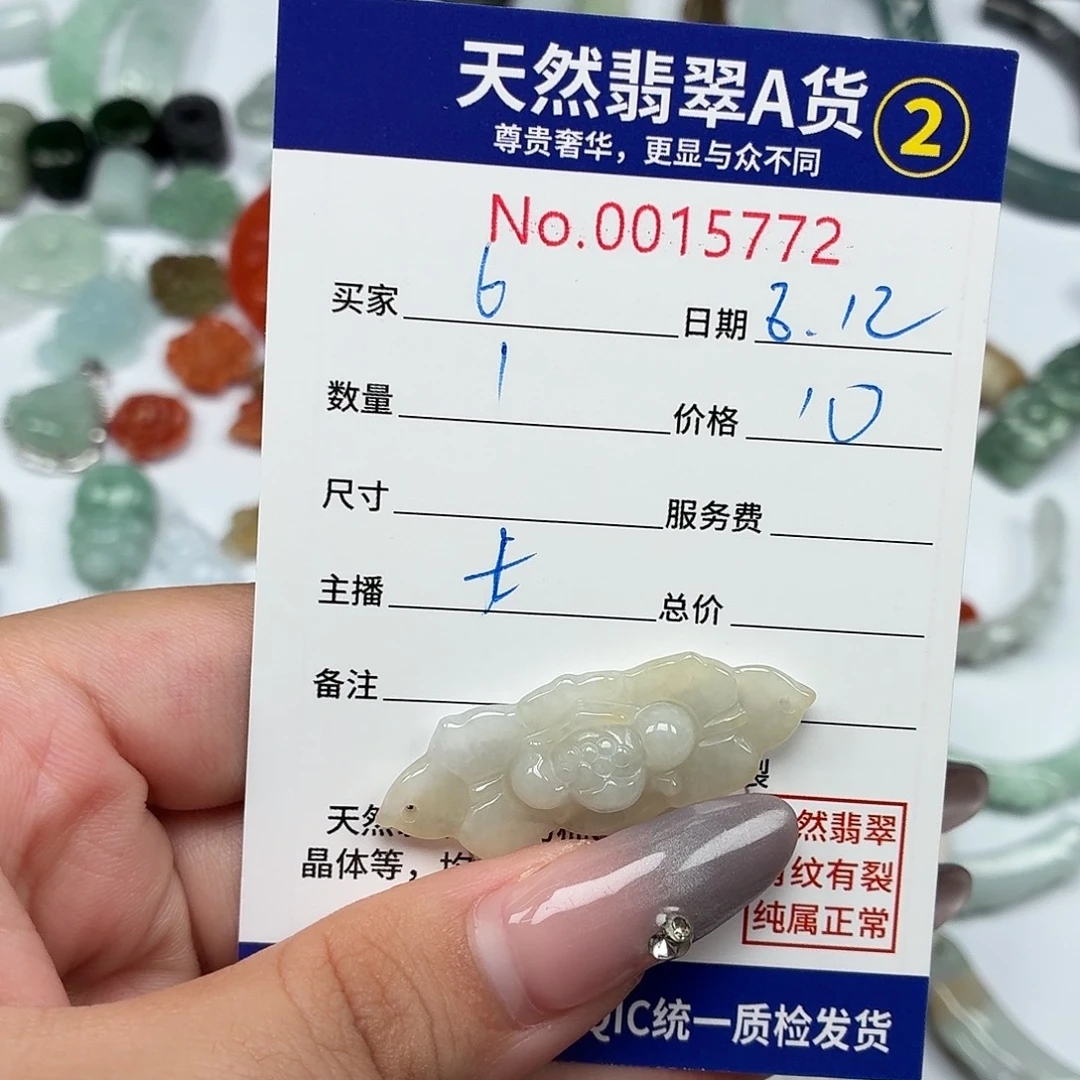 天然翡翠A货 2
尊贵奢华，更显与众不同
No.0015772
买家 6 日期 8.12
数量 1 价格 10
尺寸 服务费
主播 七 总价
备注
天然
晶体等，
然翡翠
纹有裂
纯属正常
QIC统一质检发货